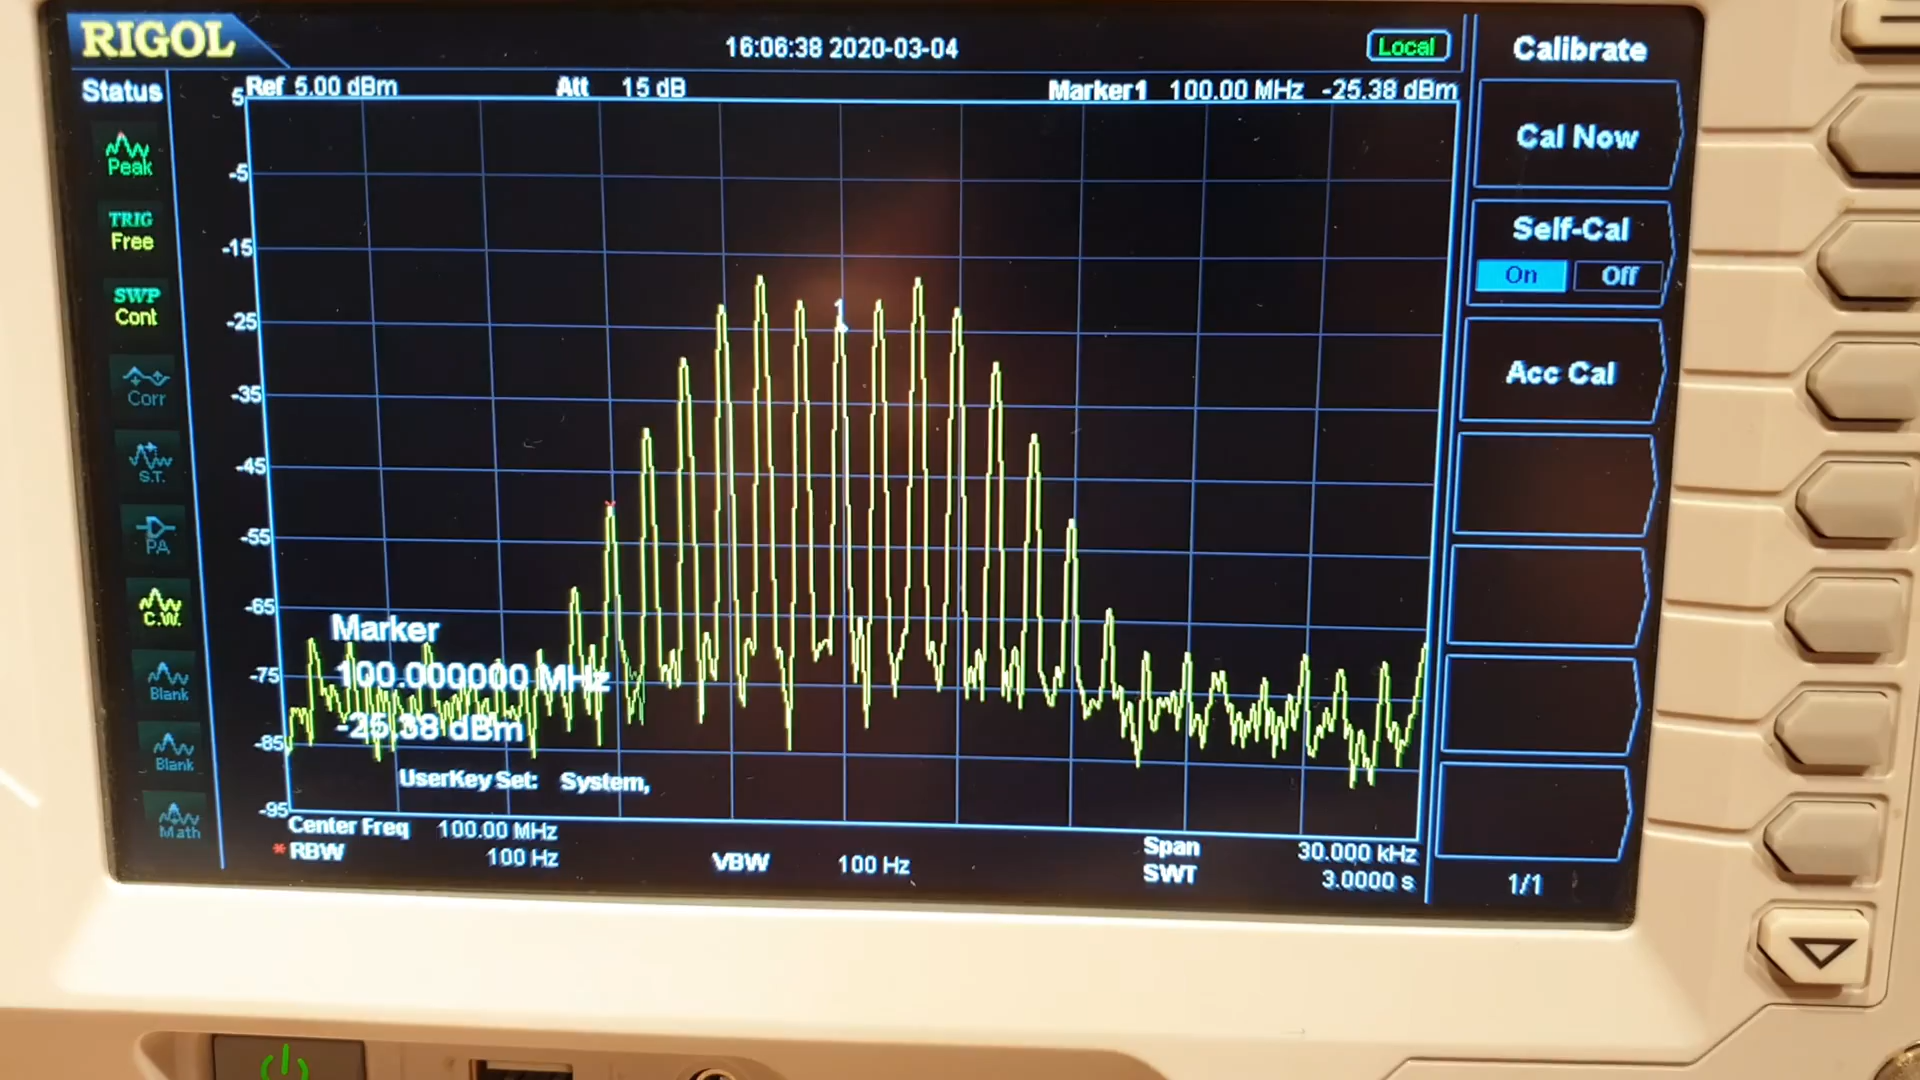 RIGOL
16:06:38 2020-03-04
Local
Calibrate
Status
Ref 5.00 dBm
Att 15 dB
Marker1 100.00 MHz -25.38 dBm
Peak
TRIG
Free
SWP
Cont
Corr
S.T.
PA
C.W.
Blank
Blank
Math
5
-5
-15
-25
-35
-45
-55
-65
-75
-85
-95
1
Marker
100.000000 MHz
-25.38 dBm
UserKey Set: System,
Center Freq 100.00 MHz
*RBW 100 Hz
VBW 100 Hz
Span 30.000 kHz
SWT 3.0000 s
Cal Now
Self-Cal
On Off
Acc Cal
1/1